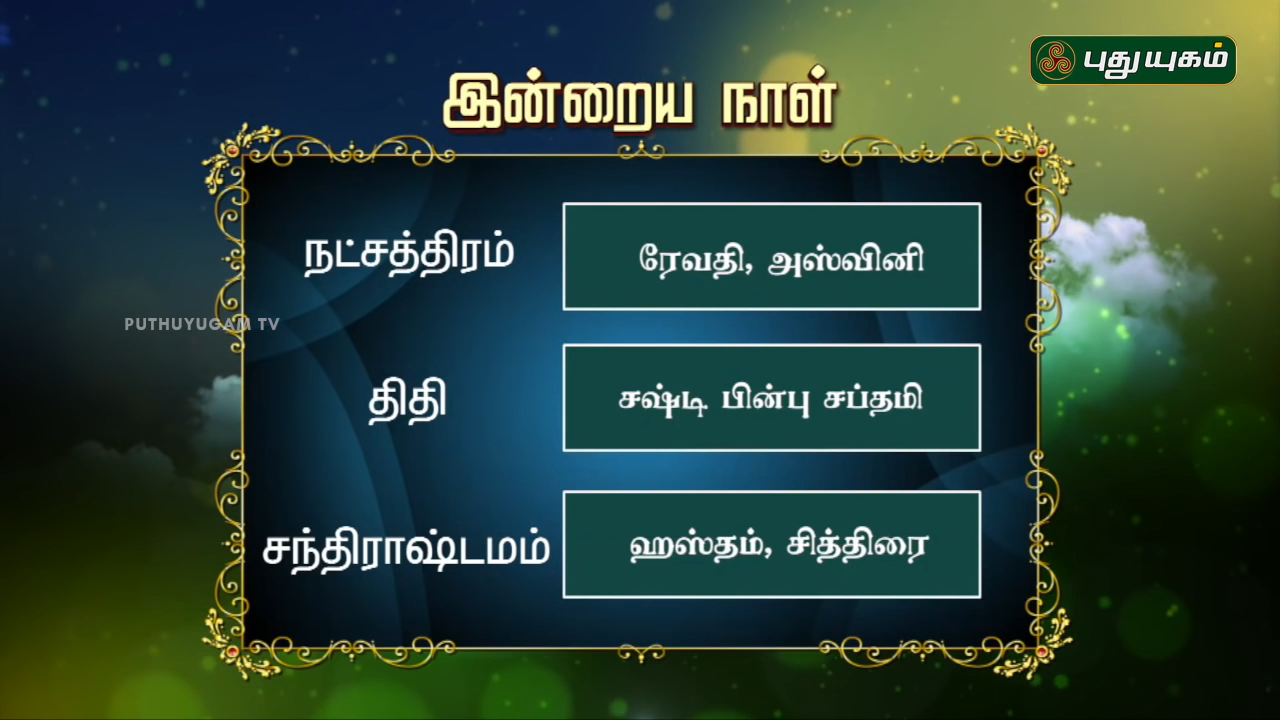 புதுயுகம்
இன்றைய நாள்
நட்சத்திரம்
ரேவதி, அஸ்வினி
PUTHUYUGAM TV
திதி
சஷ்டி பின்பு சப்தமி
சந்திராஷ்டமம்
ஹஸ்தம், சித்திரை